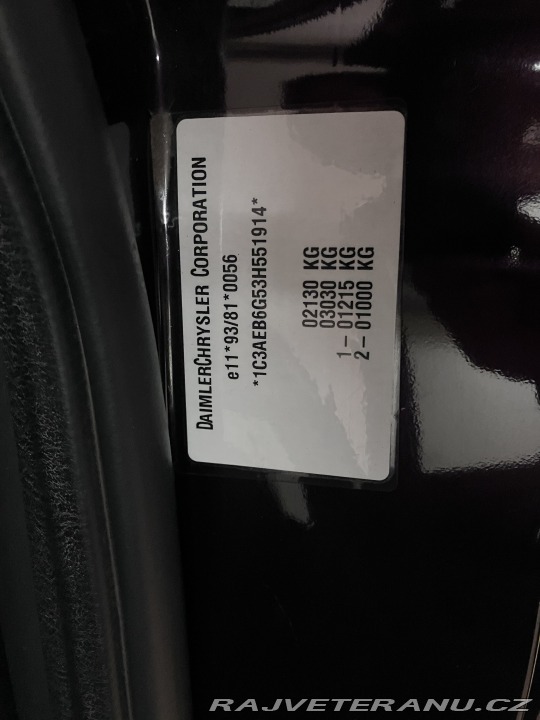 DAIMLERCHRYSLER CORPORATION
e11*93/81*0056
*1C3AEB6G53H551914*
02130 KG
03030 KG
1- 01215 KG
2- 01000 KG
RAJVETERANU.CZ